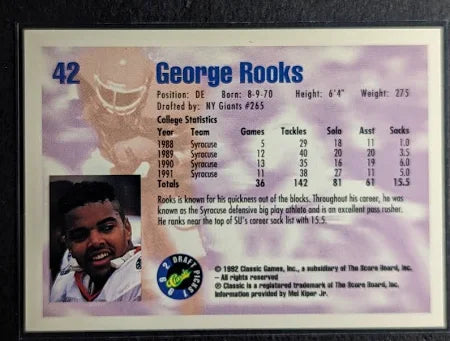 42 George Rooks
Position: DE Born: 8-9-70 Height: 6'4" Weight: 275
Drafted by: NY Giants #265
College Statistics
Year Team Games Tackles Solo Asst Sacks
1988 Syracuse 5 29 18 11 1.0
1989 Syracuse 12 40 20 20 3.5
1990 Syracuse 13 35 16 19 6.0
1991 Syracuse 11 38 27 11 5.0
Totals 36 142 81 61 15.5
Rooks is known for his quickness out of the blocks. Throughout his career, he was
known as the Syracuse defensive big play athlete and is an excellent pass rusher.
He ranks near the top of SU's career sack list with 15.5.
92 DRAFT PICKS
Classic
© 1992 Classic Games, Inc., a subsidiary of The Score Board, Inc.
- All rights reserved
® Classic is a registered trademark of The Score Board, Inc.
Information provided by Mel Kiper Jr.